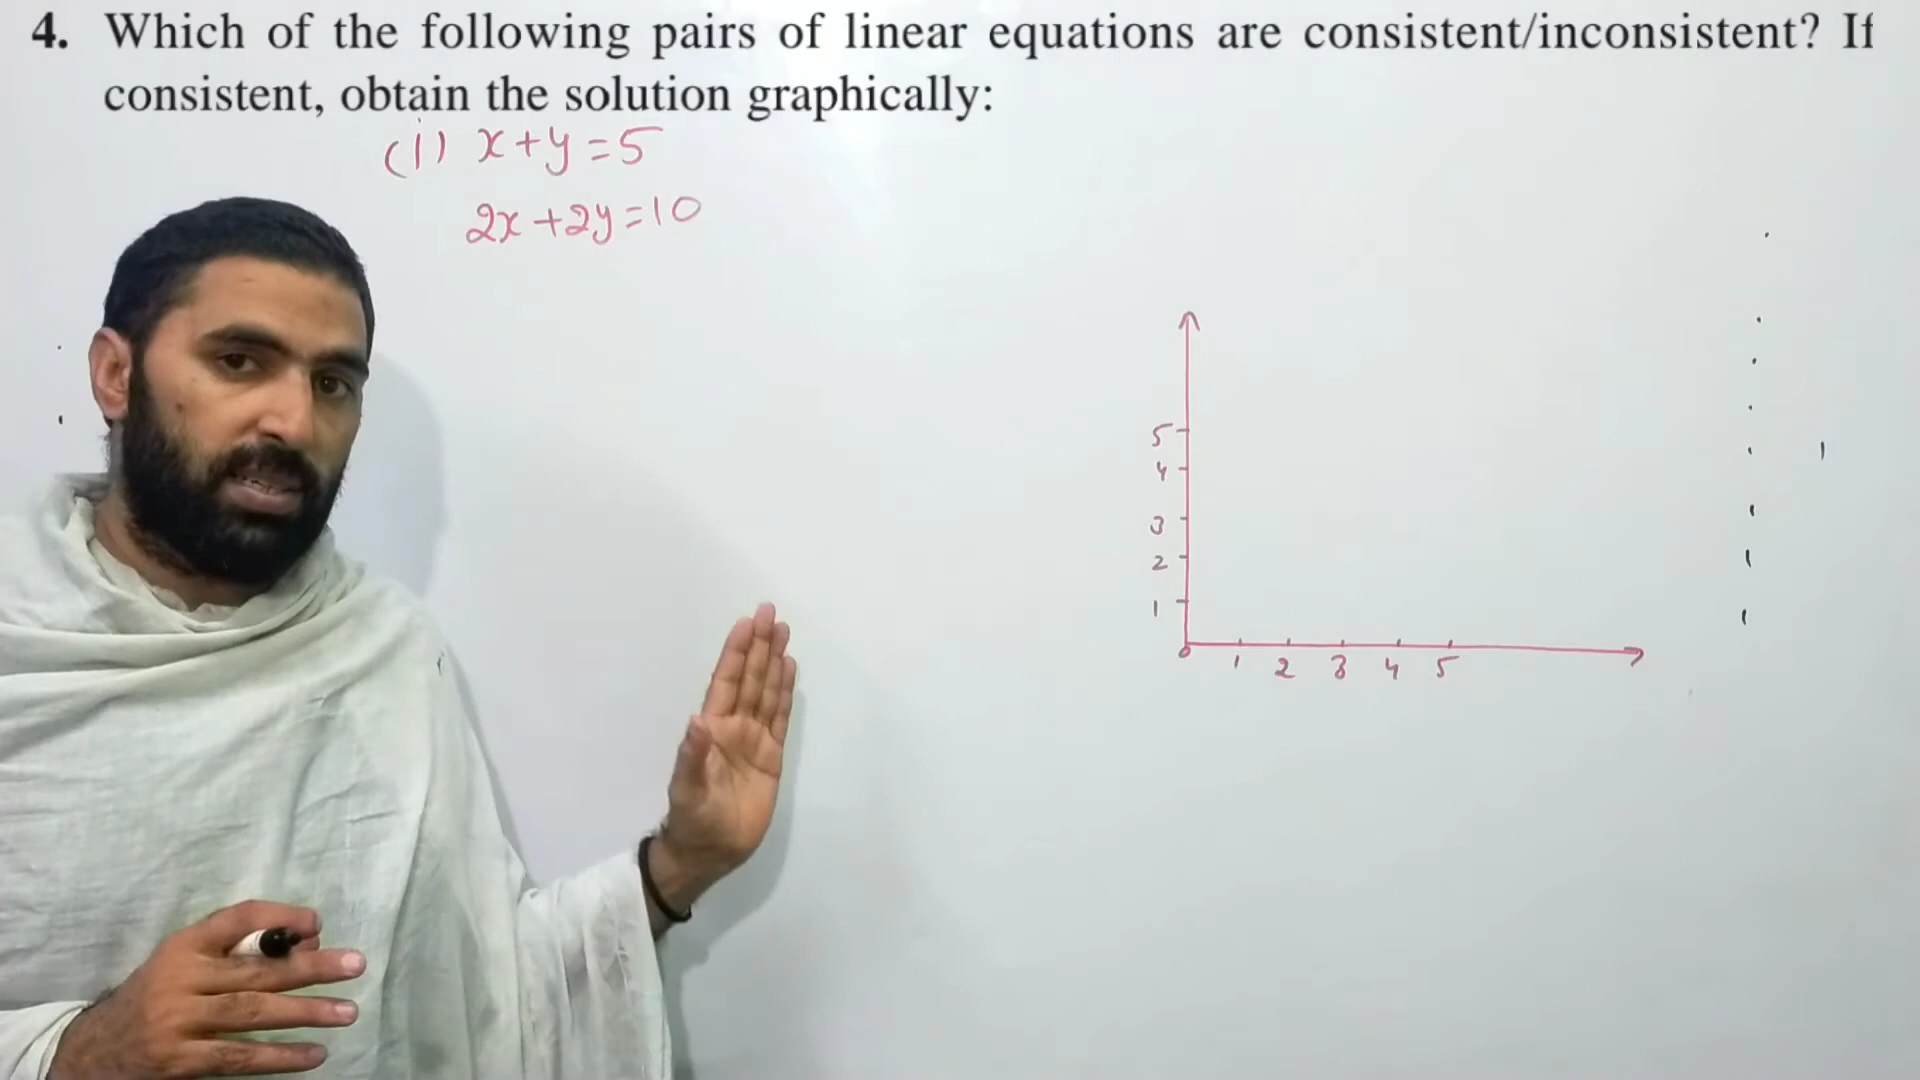 4. Which of the following pairs of linear equations are consistent/inconsistent? If
consistent, obtain the solution graphically:
(i) x+y=5
2x+2y=10
5
4
3
2
1
0 1 2 3 4 5